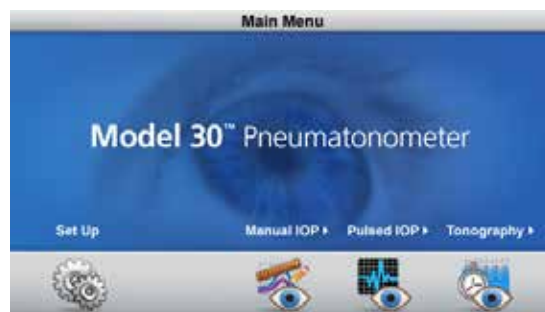 Main Menu
Model 30™ Pneumatonometer
Set Up Manual IOP ▸ Pulsed IOP ▸ Tonography ▸